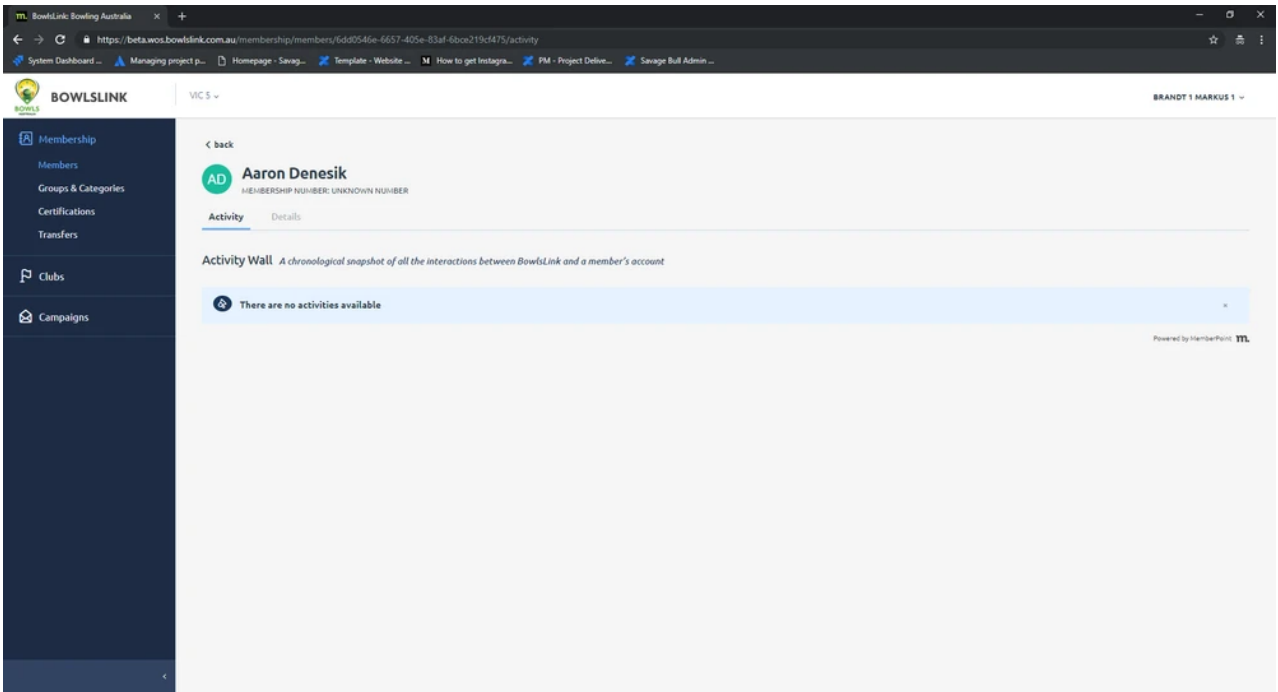 m. BowlsLink: Bowling Australia
https://beta.wos.bowlslink.com.au/membership/members/6dd0546e-6657-405e-83af-6bce219cf475/activity
System Dashboard ... Managing project p... Homepage - Savag... Template - Website ... M How to get Instagra... PM - Project Delive... Savage Bull Admin ...
BOWLS
BOWLSLINK
VIC 5
BRANDT 1 MARKUS 1
Membership
Members
Groups & Categories
Certifications
Transfers
Clubs
Campaigns
< back
AD
Aaron Denesik
MEMBERSHIP NUMBER: UNKNOWN NUMBER
Activity Details
Activity Wall A chronological snapshot of all the interactions between BowlsLink and a member's account
There are no activities available
Powered by MemberPoint m.